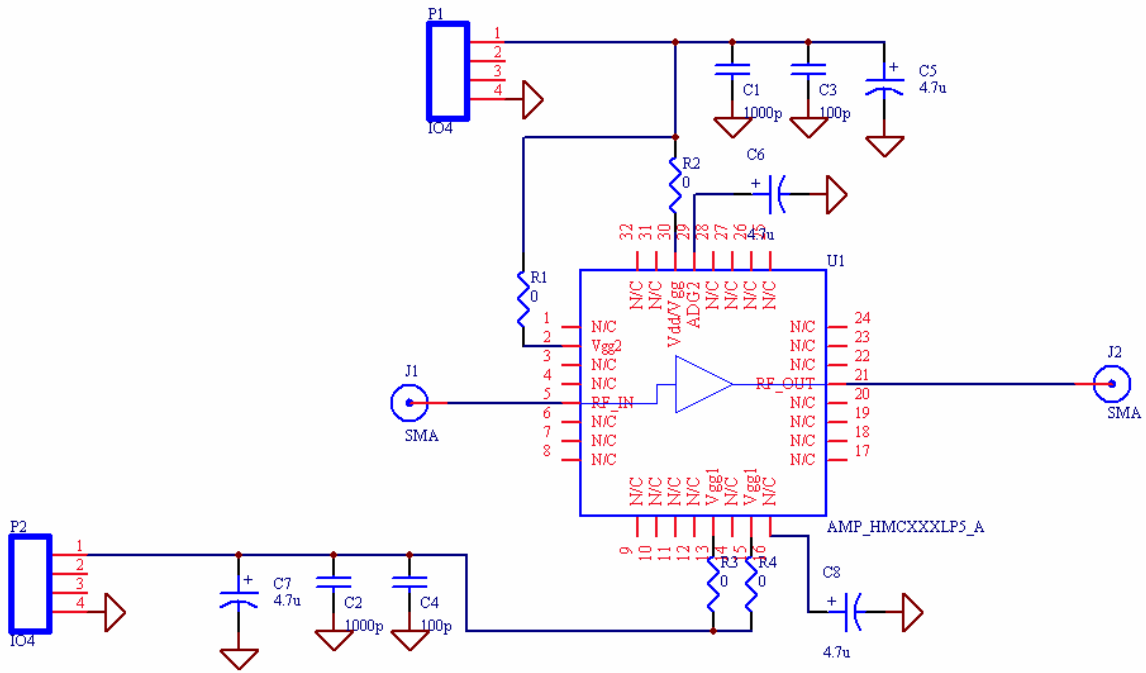 P1
1
2
3
4
IO4
C1
1000p
C3
100p
C5
4.7u
C6
4.7u
R2
0
R1
0
32
31
30
29
28
27
26
25
U1
N/C
N/C
Vdd/Vgg
ADG2
N/C
N/C
N/C
N/C
1 N/C
2 Vgg2
3 N/C
4 N/C
5 RF_IN
6 N/C
7 N/C
8 N/C
N/C 24
N/C 23
N/C 22
RF_OUT 21
N/C 20
N/C 19
N/C 18
N/C 17
J1
SMA
J2
SMA
N/C
N/C
N/C
N/C
Vgg1
N/C
Vgg1
N/C
AMP_HMCXXXLP5_A
9
10
11
12
13
14
15
16
R3
0
R4
0
C8
4.7u
P2
1
2
3
4
IO4
C7
4.7u
C2
1000p
C4
100p